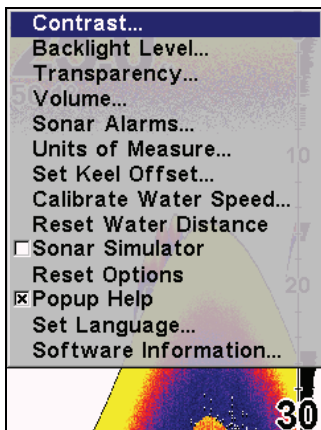 Contrast...
Backlight Level...
Transparency...
Volume...
Sonar Alarms...
Units of Measure...
10
Set Keel Offset...
Calibrate Water Speed...
Reset Water Distance
Sonar Simulator
Reset Options
20
Popup Help
Set Language...
Software Information...
30